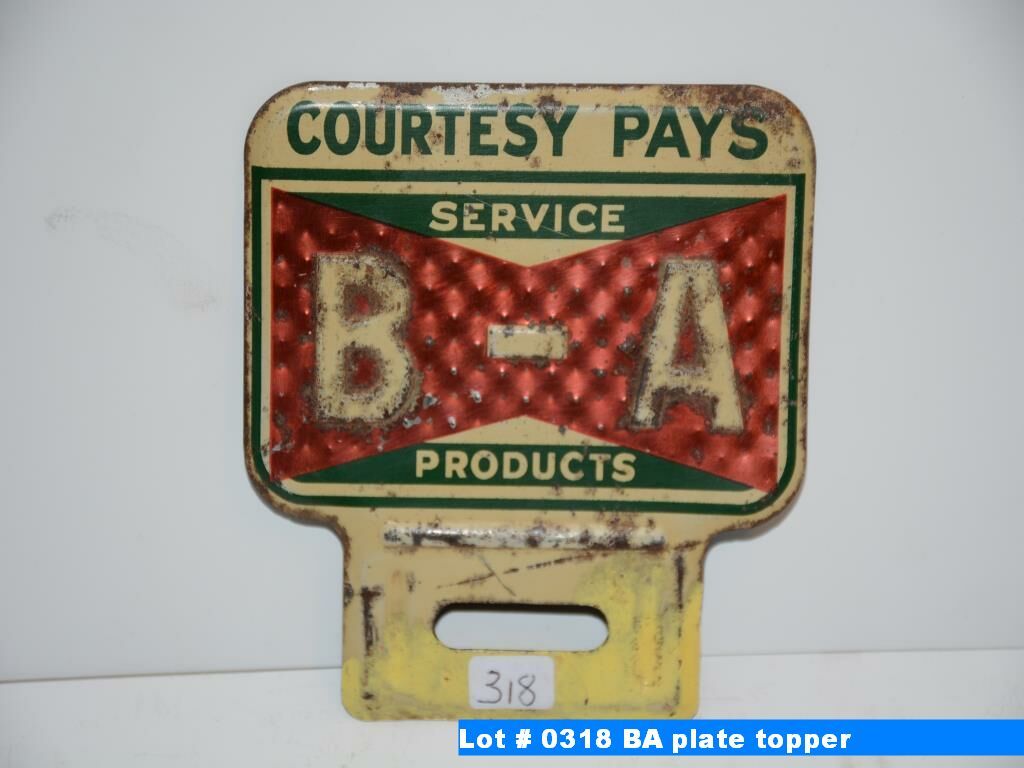 COURTESY PAYS
SERVICE
B-A
PRODUCTS
318
Lot # 0318 BA plate topper